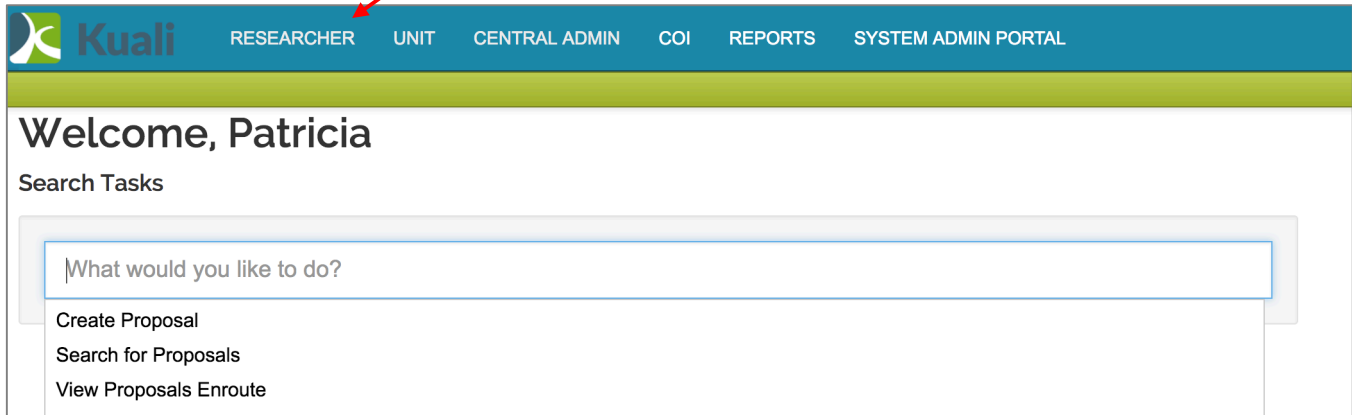 Kuali RESEARCHER UNIT CENTRAL ADMIN COI REPORTS SYSTEM ADMIN PORTAL
Welcome, Patricia
Search Tasks
What would you like to do?
Create Proposal
Search for Proposals
View Proposals Enroute